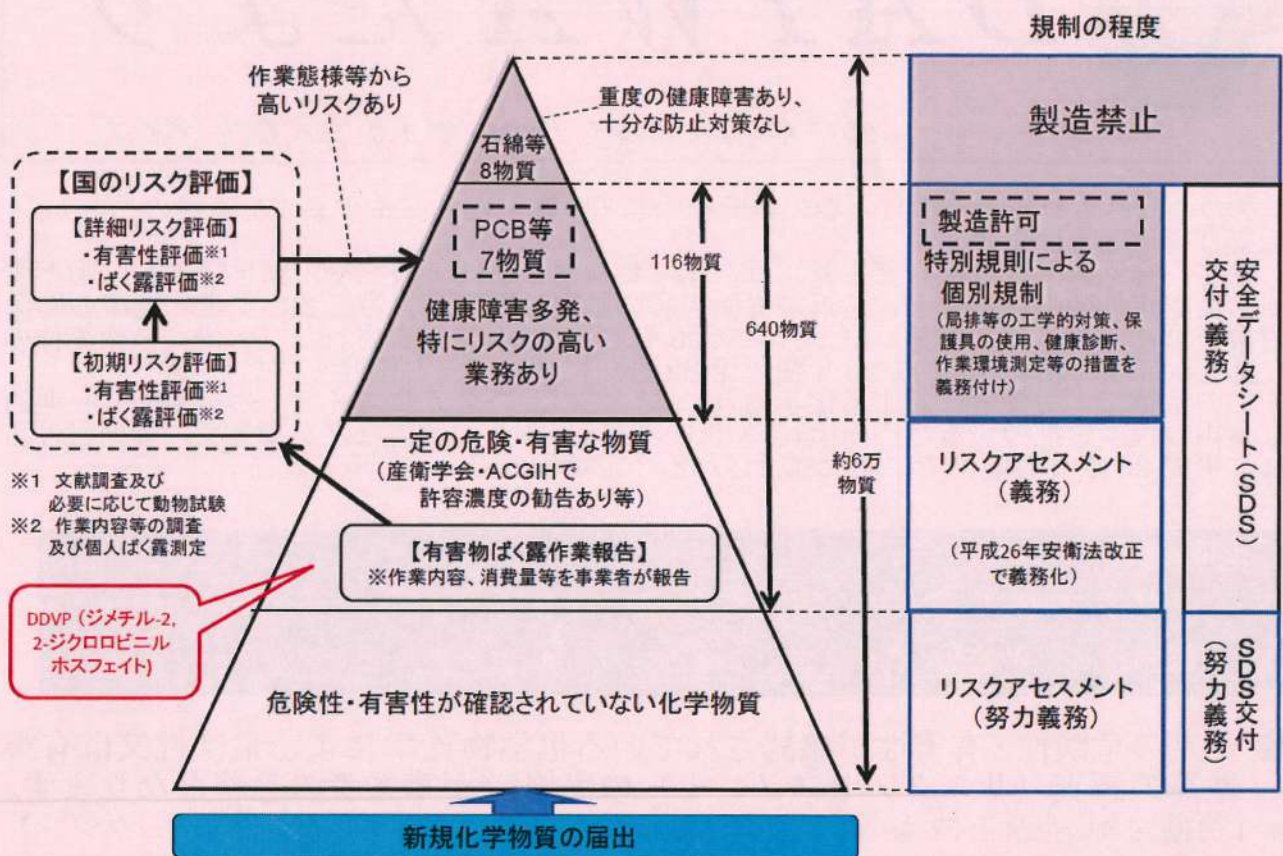 規制の程度
作業態様等から
高いリスクあり
重度の健康障害あり、
十分な防止対策なし
製造禁止
石綿等
8物質
【国のリスク評価】
【詳細リスク評価】
・有害性評価※1
・ばく露評価※2
【初期リスク評価】
・有害性評価※1
・ばく露評価※2
※1 文献調査及び
必要に応じて動物試験
※2 作業内容等の調査
及び個人ばく露測定
PCB等
7物質
健康障害多発、
特にリスクの高い
業務あり
116物質
640物質
約6万
物質
製造許可
特別規則による
個別規制
(局排等の工学的対策、保
護具の使用、健康診断、
作業環境測定等の措置を
義務付け)
安全データシート(SDS)
交付(義務)
一定の危険・有害な物質
(産衛学会・ACGIHで
許容濃度の勧告あり等)
【有害物ばく露作業報告】
※作業内容、消費量等を事業者が報告
リスクアセスメント
(義務)
(平成26年安衛法改正
で義務化)
DDVP (ジメチル-2,
2-ジクロロビニル
ホスフェイト)
危険性・有害性が確認されていない化学物質
リスクアセスメント
(努力義務)
SDS交付
(努力義務)
新規化学物質の届出